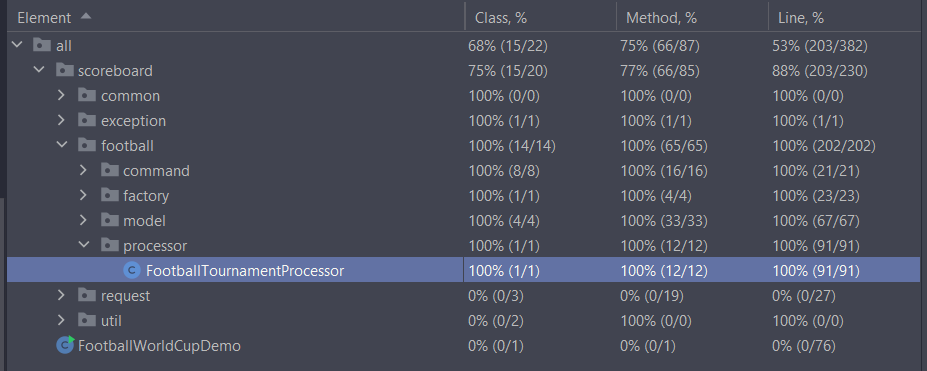 Element Class, % Method, % Line, %
all 68% (15/22) 75% (66/87) 53% (203/382)
scoreboard 75% (15/20) 77% (66/85) 88% (203/230)
common 100% (0/0) 100% (0/0) 100% (0/0)
exception 100% (1/1) 100% (1/1) 100% (1/1)
football 100% (14/14) 100% (65/65) 100% (202/202)
command 100% (8/8) 100% (16/16) 100% (21/21)
factory 100% (1/1) 100% (4/4) 100% (23/23)
model 100% (4/4) 100% (33/33) 100% (67/67)
processor 100% (1/1) 100% (12/12) 100% (91/91)
C FootballTournamentProcessor 100% (1/1) 100% (12/12) 100% (91/91)
request 0% (0/3) 0% (0/19) 0% (0/27)
util 0% (0/2) 100% (0/0) 100% (0/0)
C FootballWorldCupDemo 0% (0/1) 0% (0/1) 0% (0/76)